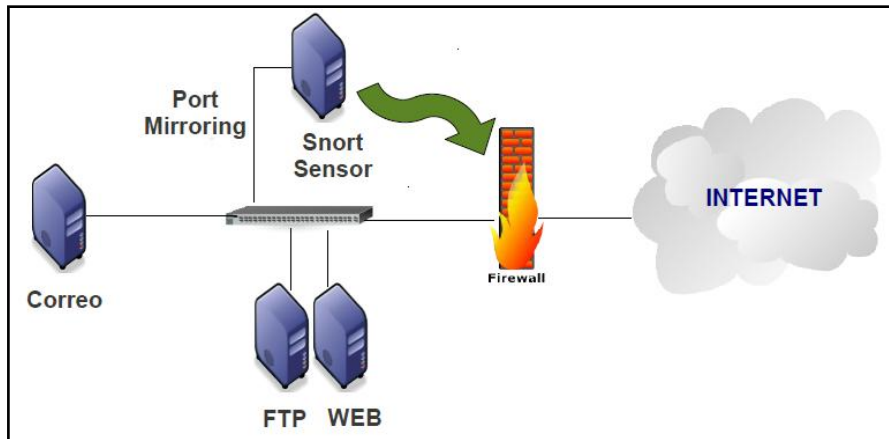 Port
Mirroring
Snort
Sensor
INTERNET
Firewall
Correo
FTP
WEB